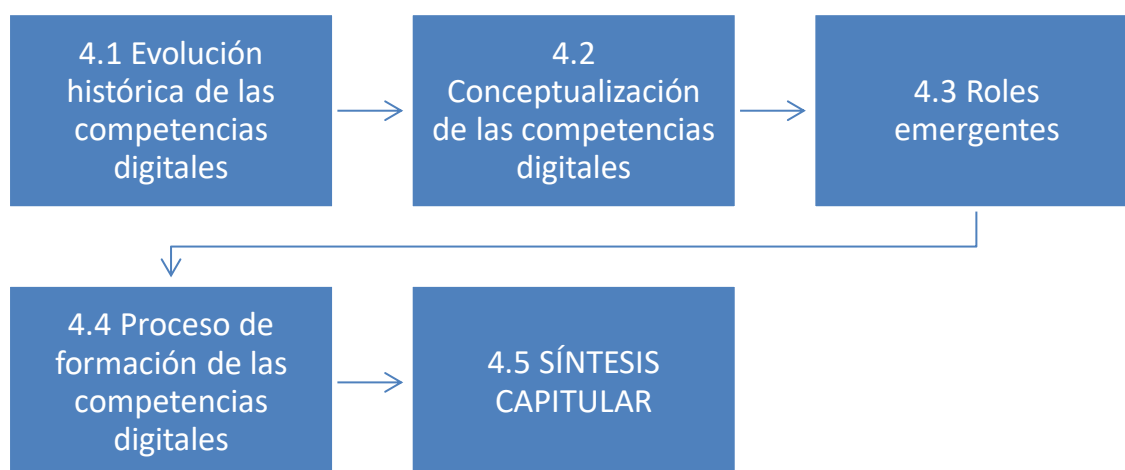 4.1 Evolución
histórica de las
competencias
digitales
4.2
Conceptualización
de las competencias
digitales
4.3 Roles
emergentes
4.4 Proceso de
formación de las
competencias
digitales
4.5 SÍNTESIS
CAPITULAR